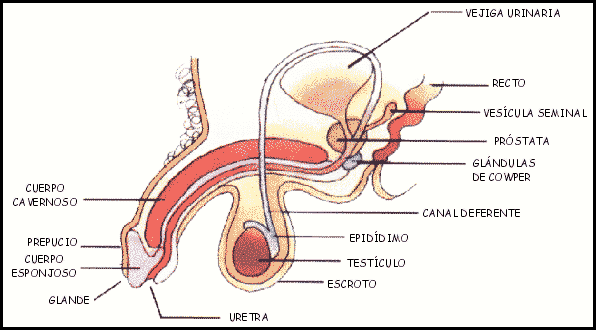 VEJIGA URINARIA
RECTO
VESÍCULA SEMINAL
PRÓSTATA
GLÁNDULAS
DE COWPER
CANAL DEFERENTE
EPIDÍDIMO
TESTÍCULO
ESCROTO
CUERPO
CAVERNOSO
PREPUCIO
CUERPO
ESPONJOSO
GLANDE
URETRA